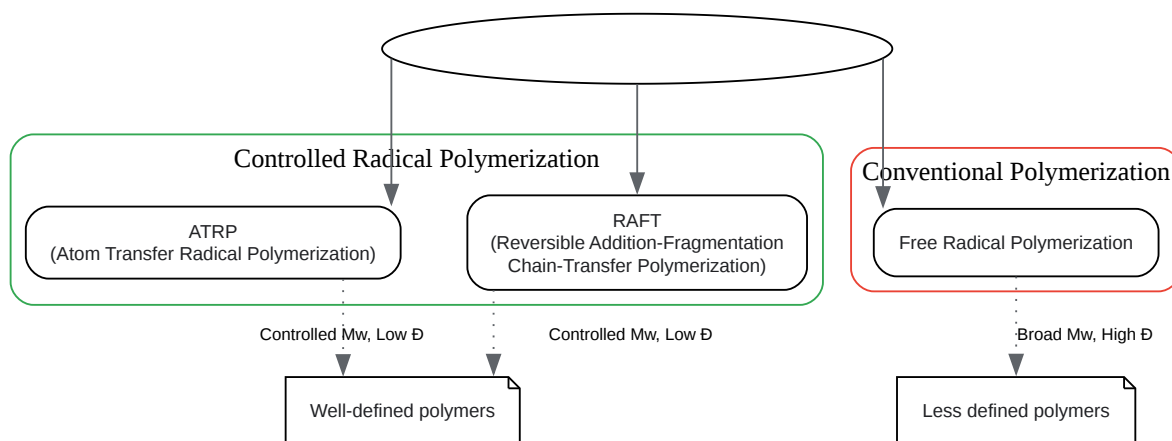 Controlled Radical Polymerization
Conventional Polymerization
ATRP
(Atom Transfer Radical Polymerization)
RAFT
(Reversible Addition-Fragmentation
Chain-Transfer Polymerization)
Free Radical Polymerization
Controlled Mw, Low Đ
Controlled Mw, Low Đ
Broad Mw, High Đ
Well-defined polymers
Less defined polymers